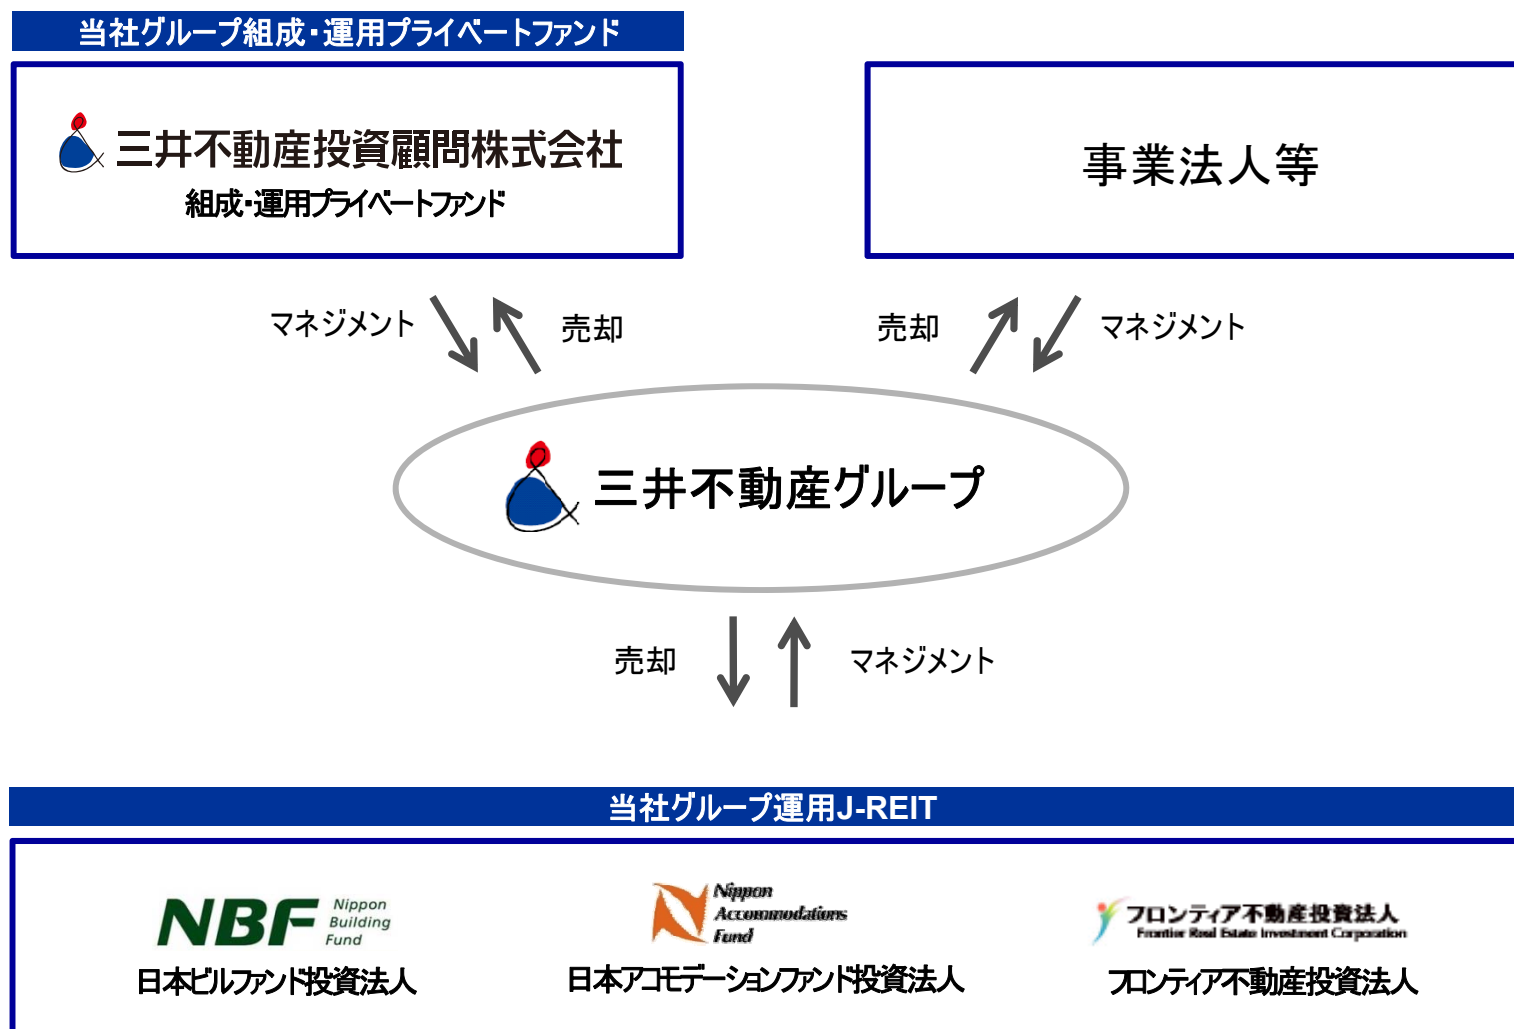 当社グループ組成・運用プライベートファンド
三井不動産投資顧問株式会社
組成・運用プライベートファンド
事業法人等
マネジメント
売却
売却
マネジメント
三井不動産グループ
売却
マネジメント
当社グループ運用J-REIT
NBF Nippon
Building
Fund
日本ビルファンド投資法人
Nippon
Accommodations
Fund
日本アコモデーションファンド投資法人
フロンティア不動産投資法人
Frontier Real Estate Investment Corporation
フロンティア不動産投資法人